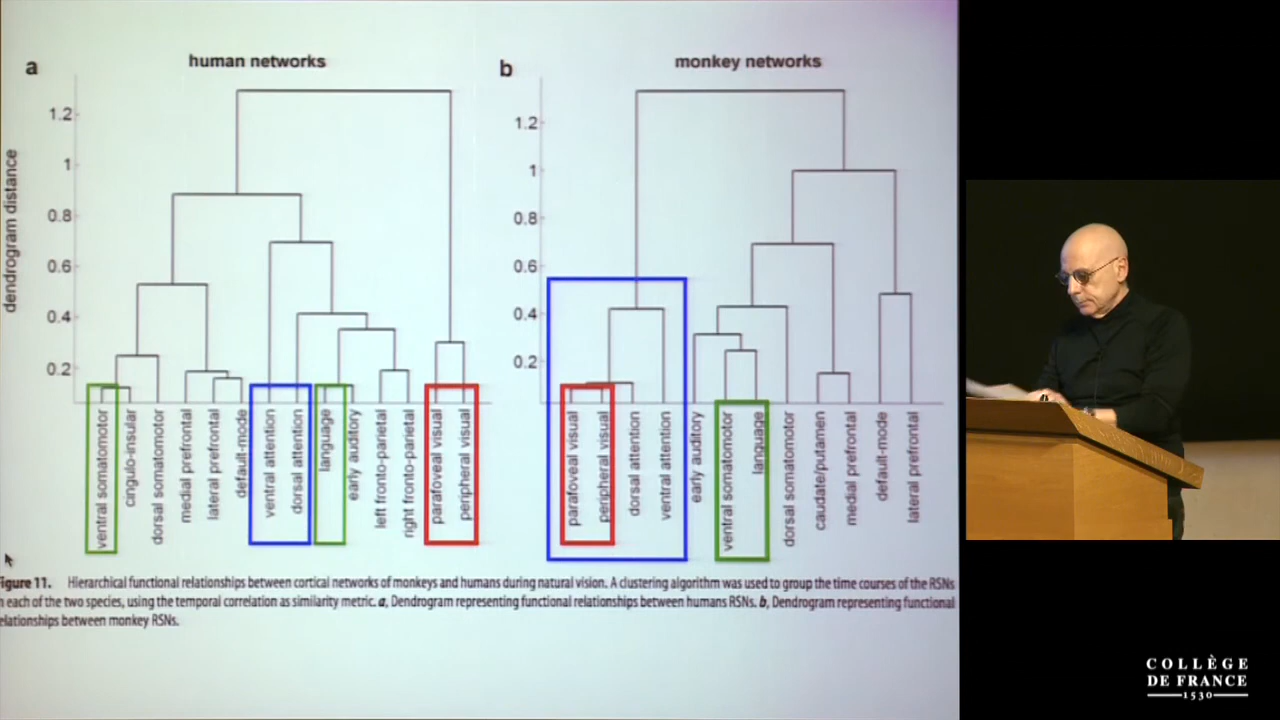 a
human networks
dendrogram distance
1.2
1
0.8
0.6
0.4
0.2
ventral somatomotor
cingulo-insular
dorsal somatomotor
medial prefrontal
lateral prefrontal
default-mode
ventral attention
dorsal attention
language
early auditory
left fronto-parietal
right fronto-parietal
parafoveal visual
peripheral visual
b
monkey networks
1.2
1
0.8
0.6
0.4
0.2
parafoveal visual
peripheral visual
dorsal attention
ventral attention
early auditory
ventral somatomotor
language
dorsal somatomotor
caudate/putamen
medial prefrontal
default-mode
lateral prefrontal
igure 11. Hierarchical functional relationships between cortical networks of monkeys and humans during natural vision. A clustering algorithm was used to group the time courses of the RSNs
n each of the two species, using the temporal correlation as similarity metric. a, Dendrogram representing functional relationships between humans RSNs. b, Dendrogram representing functional
elationships between monkey RSNs.
COLLÈGE
DE FRANCE
1530